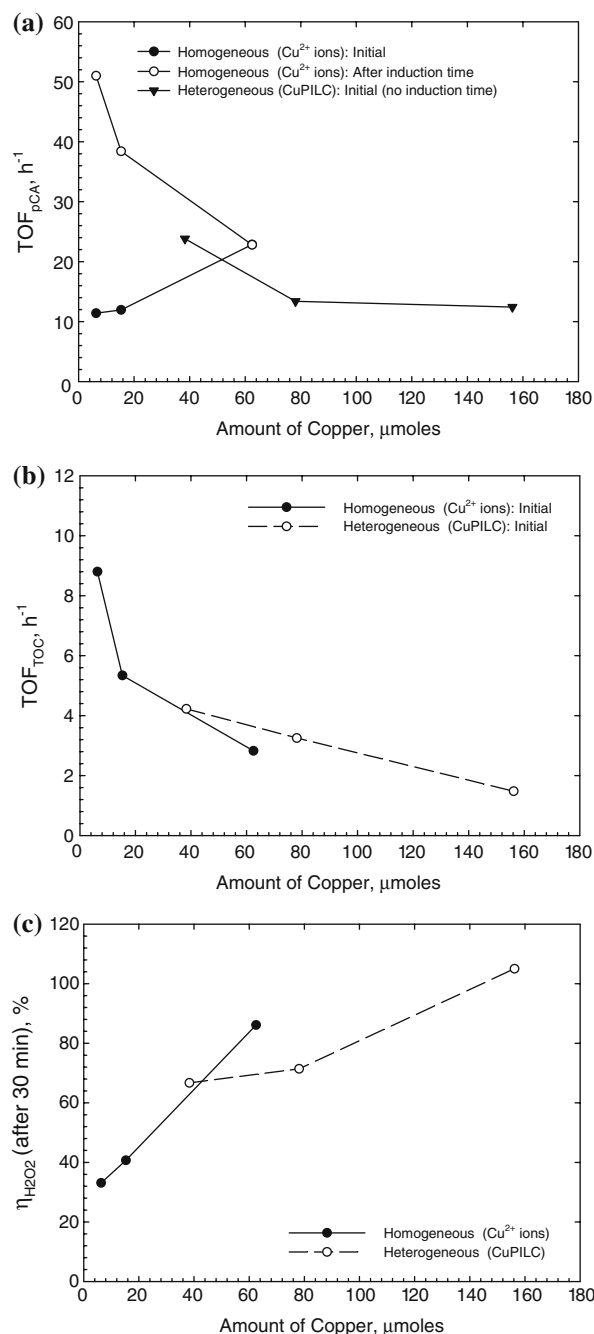 (a)
60
50
40
30
20
10
0
TOF_pCA, h⁻¹
Homogeneous (Cu²⁺ ions): Initial
Homogeneous (Cu²⁺ ions): After induction time
Heterogeneous (CuPILC): Initial (no induction time)
0 20 40 60 80 100 120 140 160 180
Amount of Copper, μmoles
(b)
12
10
8
6
4
2
0
TOF_TOC, h⁻¹
Homogeneous (Cu²⁺ ions): Initial
Heterogeneous (CuPILC): Initial
0 20 40 60 80 100 120 140 160 180
Amount of Copper, μmoles
(c)
120
100
80
60
40
20
0
η_H2O2 (after 30 min), %
Homogeneous (Cu²⁺ ions)
Heterogeneous (CuPILC)
0 20 40 60 80 100 120 140 160 180
Amount of Copper, μmoles